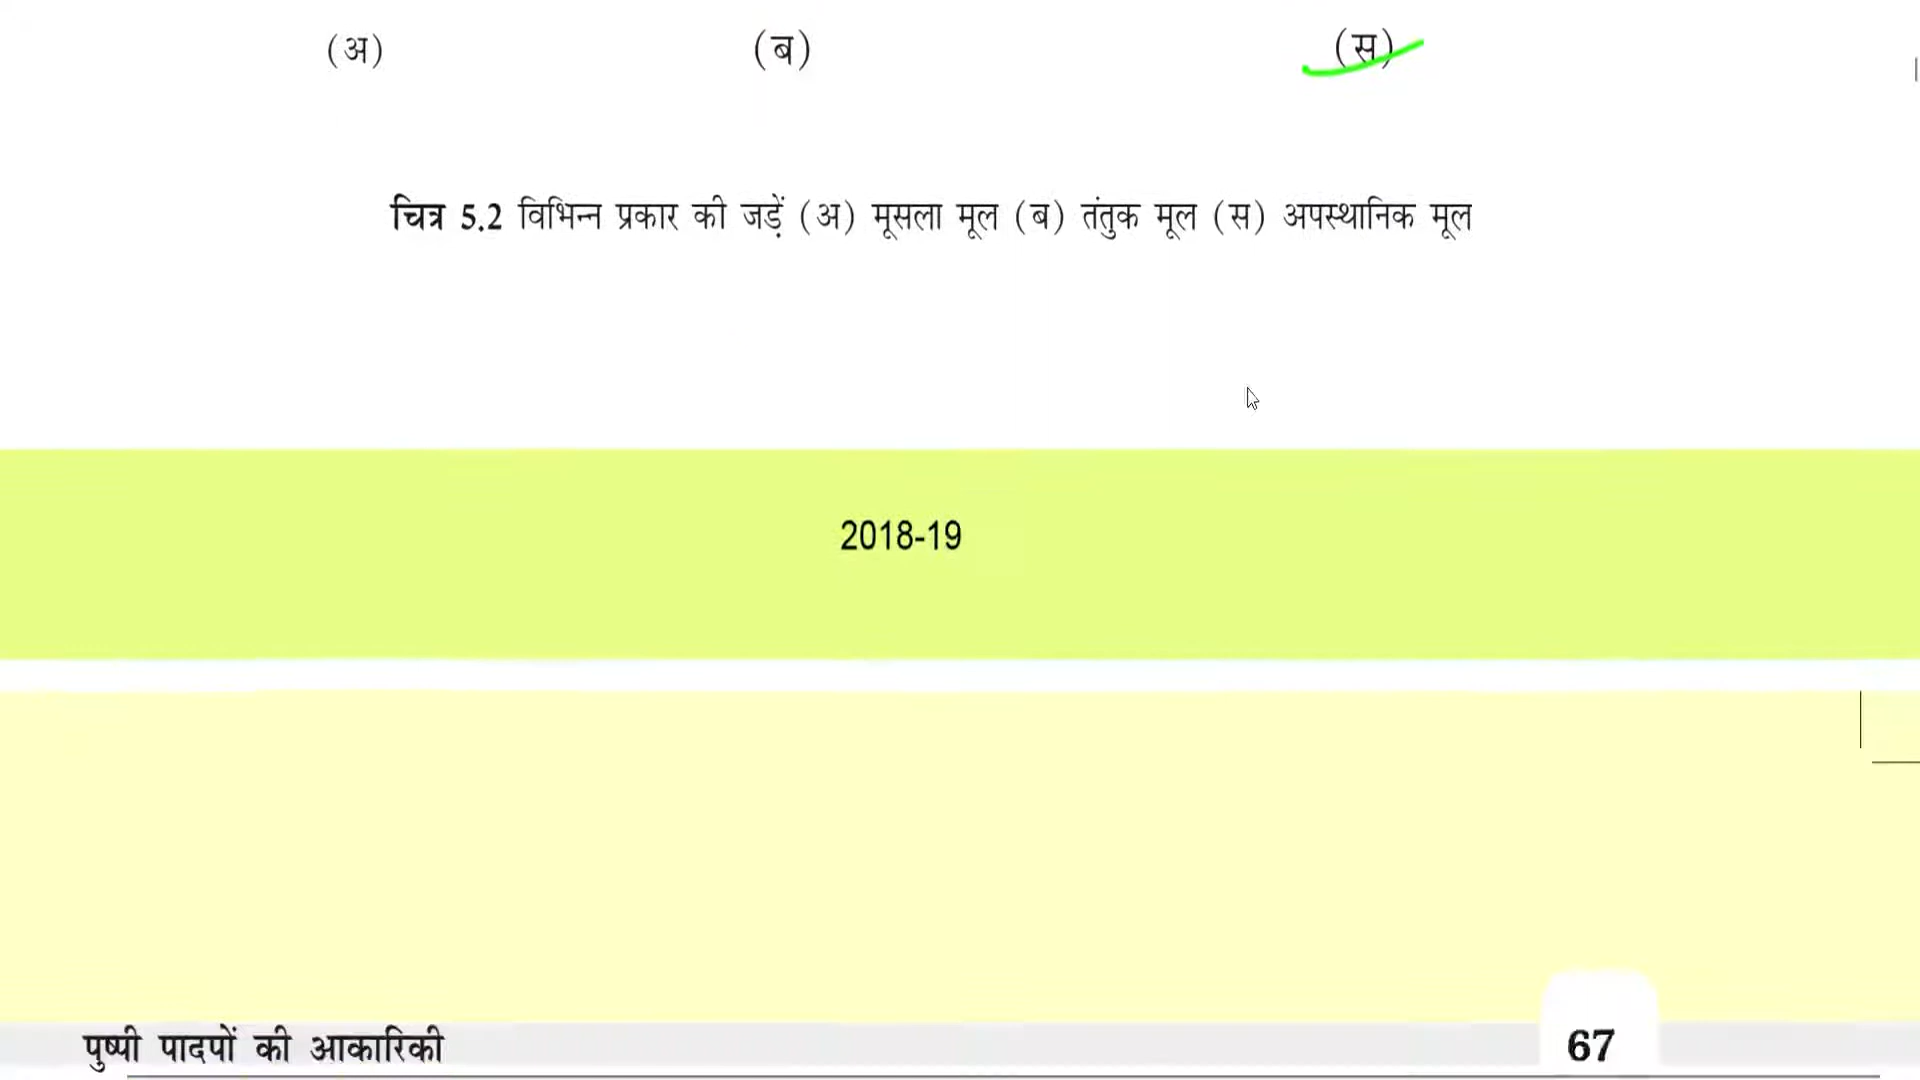 (अ) (ब) (स)
चित्र 5.2 विभिन्न प्रकार की जड़ें (अ) मूसला मूल (ब) तंतुक मूल (स) अपस्थानिक मूल
2018-19
पुष्पी पादपों की आकारिकी 67